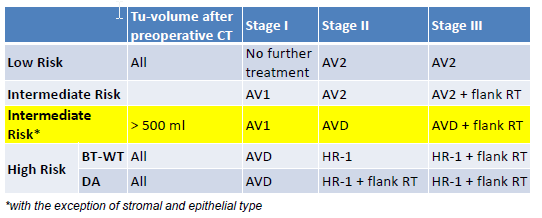 Tu-volume after preoperative CT Stage I Stage II Stage III
Low Risk All No further treatment AV2 AV2
Intermediate Risk AV1 AV2 AV2 + flank RT
Intermediate Risk* > 500 ml AV1 AVD AVD + flank RT
High Risk BT-WT All AVD HR-1 HR-1 + flank RT
DA All AVD HR-1 + flank RT HR-1 + flank RT
*with the exception of stromal and epithelial type